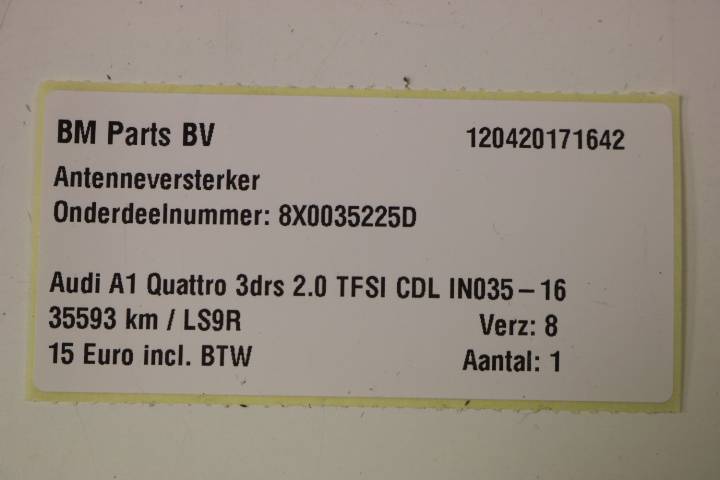 BM Parts BV 120420171642
Antenneversterker
Onderdeelnummer: 8X0035225D
Audi A1 Quattro 3drs 2.0 TFSI CDL IN035-16
35593 km / LS9R Verz: 8
15 Euro incl. BTW Aantal: 1